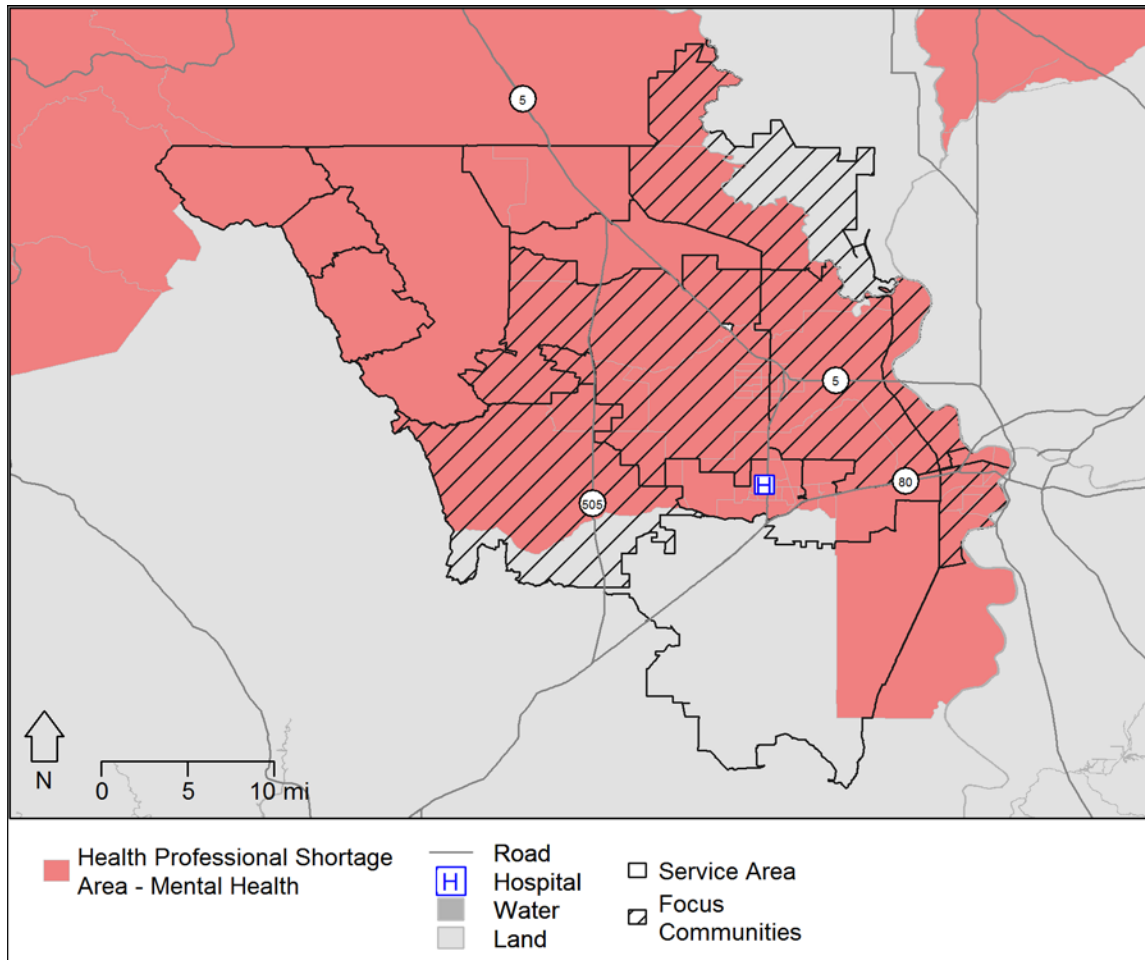 5
5
80
H
505
N
0 5 10 mi
Health Professional Shortage
Area - Mental Health
Road
H Hospital
Water
Land
Service Area
Focus
Communities